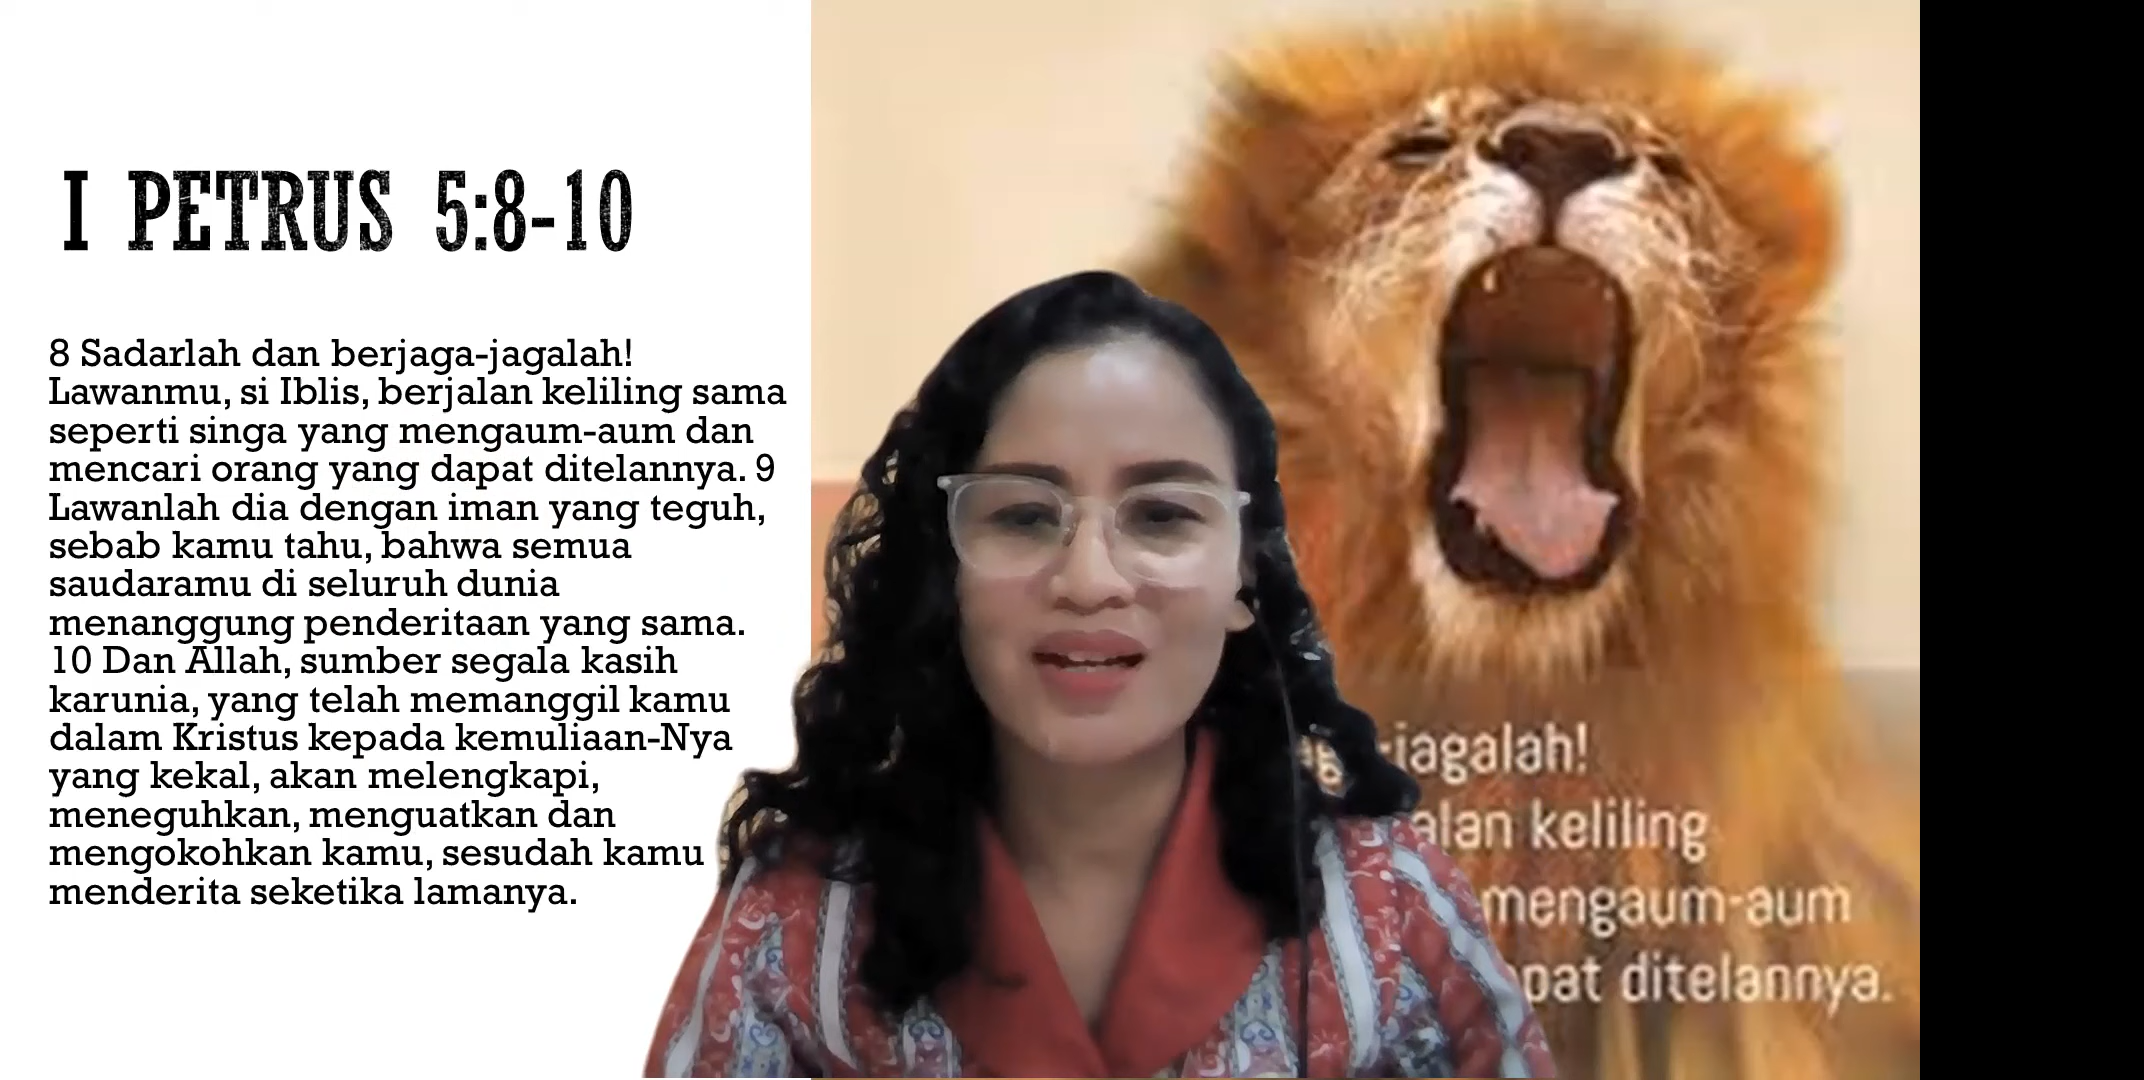 I PETRUS 5:8-10
8 Sadarlah dan berjaga-jagalah!
Lawanmu, si Iblis, berjalan keliling sama
seperti singa yang mengaum-aum dan
mencari orang yang dapat ditelannya. 9
Lawanlah dia dengan iman yang teguh,
sebab kamu tahu, bahwa semua
saudaramu di seluruh dunia
menanggung penderitaan yang sama.
10 Dan Allah, sumber segala kasih
karunia, yang telah memanggil kamu
dalam Kristus kepada kemuliaan-Nya
yang kekal, akan melengkapi,
meneguhkan, menguatkan dan
mengokohkan kamu, sesudah kamu
menderita seketika lamanya.
-jagalah!
alan keliling
mengaum-aum
pat ditelannya.